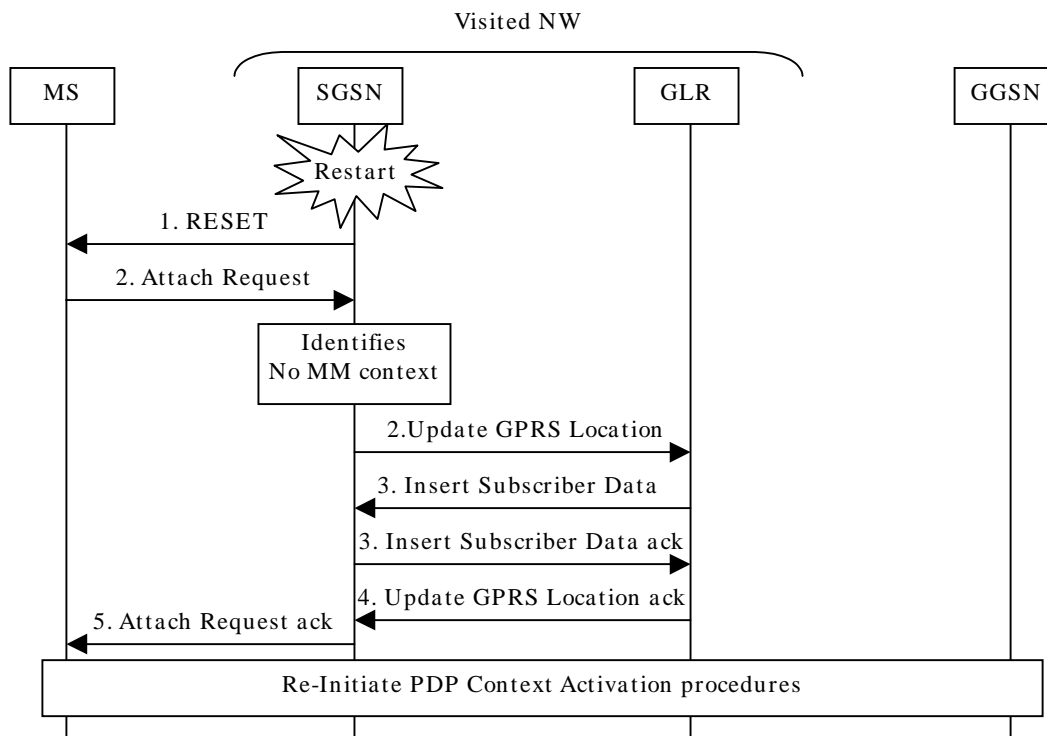 Visited NW
MS
SGSN
GLR
GGSN
Restart
1. RESET
2. Attach Request
Identifies
No MM context
2.Update GPRS Location
3. Insert Subscriber Data
3. Insert Subscriber Data ack
4. Update GPRS Location ack
5. Attach Request ack
Re-Initiate PDP Context Activation procedures